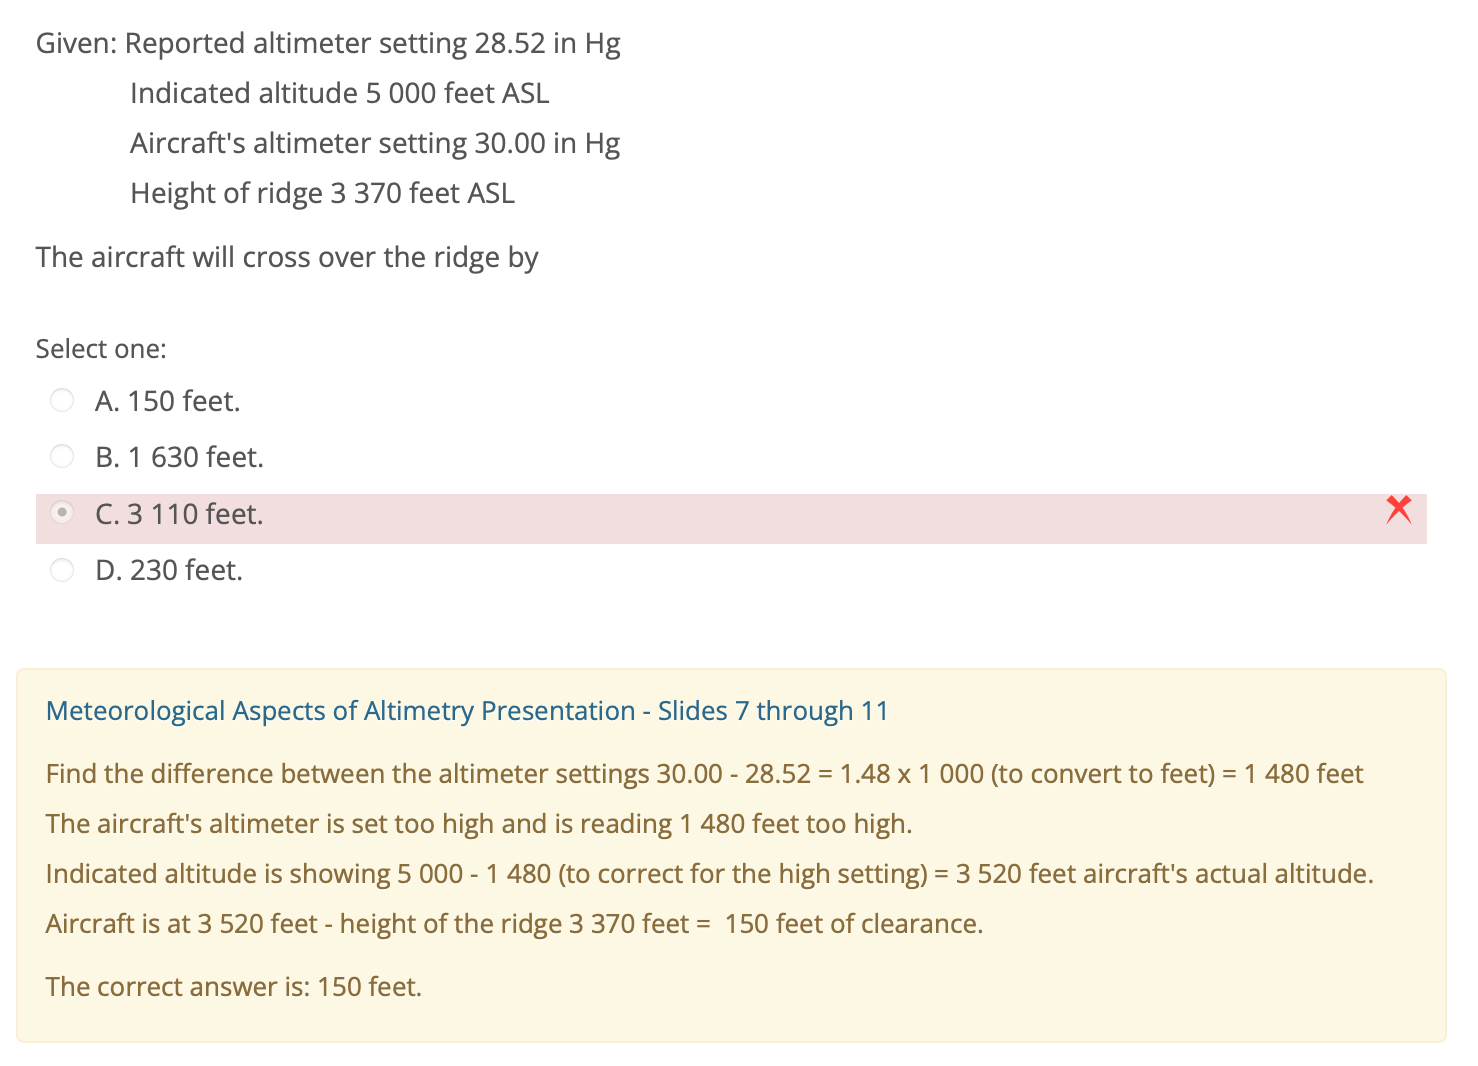 Given: Reported altimeter setting 28.52 in Hg
Indicated altitude 5 000 feet ASL
Aircraft's altimeter setting 30.00 in Hg
Height of ridge 3 370 feet ASL
The aircraft will cross over the ridge by
Select one:
A. 150 feet.
B. 1 630 feet.
C. 3 110 feet.
D. 230 feet.
Meteorological Aspects of Altimetry Presentation - Slides 7 through 11
Find the difference between the altimeter settings 30.00 - 28.52 = 1.48 x 1 000 (to convert to feet) = 1 480 feet
The aircraft's altimeter is set too high and is reading 1 480 feet too high.
Indicated altitude is showing 5 000 - 1 480 (to correct for the high setting) = 3 520 feet aircraft's actual altitude.
Aircraft is at 3 520 feet - height of the ridge 3 370 feet =  150 feet of clearance.
The correct answer is: 150 feet.